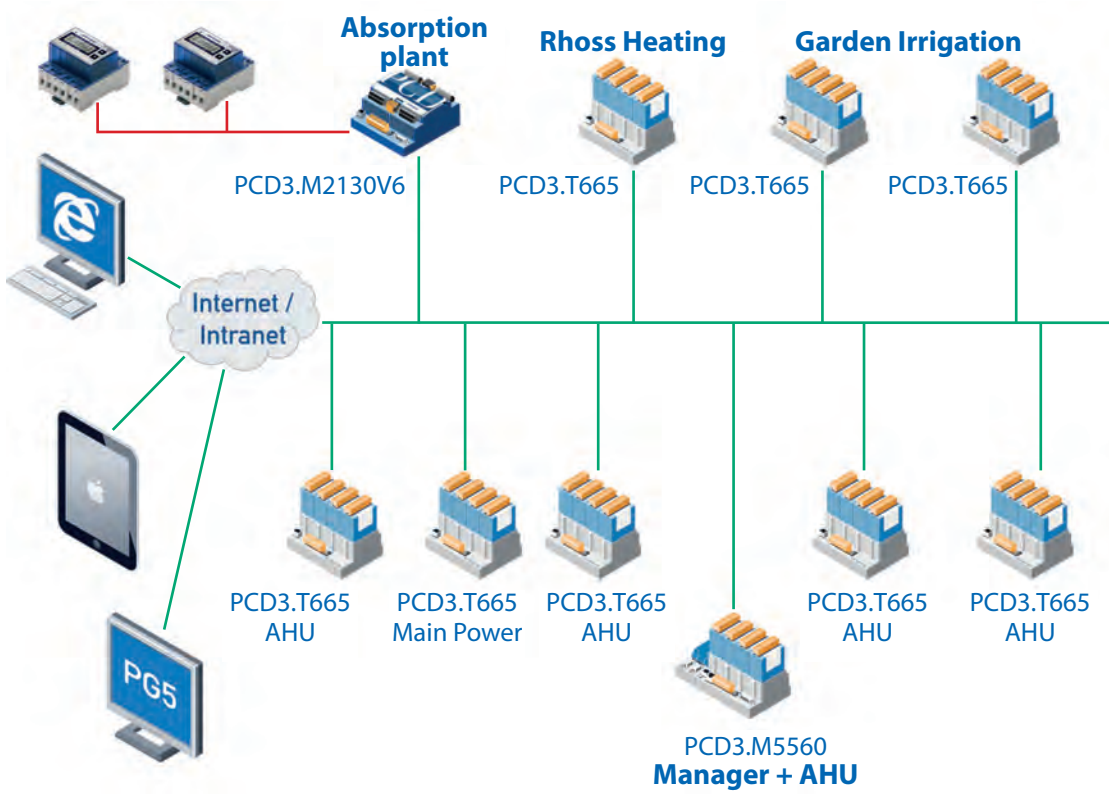 Absorption
plant
Rhoss Heating
Garden Irrigation
PCD3.M2130V6
PCD3.T665
PCD3.T665
PCD3.T665
Internet /
Intranet
PCD3.T665
AHU
PCD3.T665
Main Power
PCD3.T665
AHU
PCD3.T665
AHU
PCD3.T665
AHU
PG5
PCD3.M5560
Manager + AHU